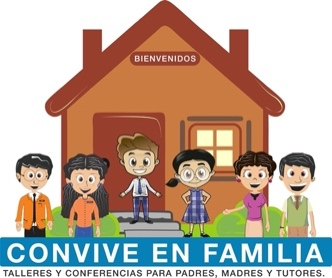 BIENVENIDOS
CONVIVE EN FAMILIA
TALLERES Y CONFERENCIAS PARA PADRES, MADRES Y TUTORES.